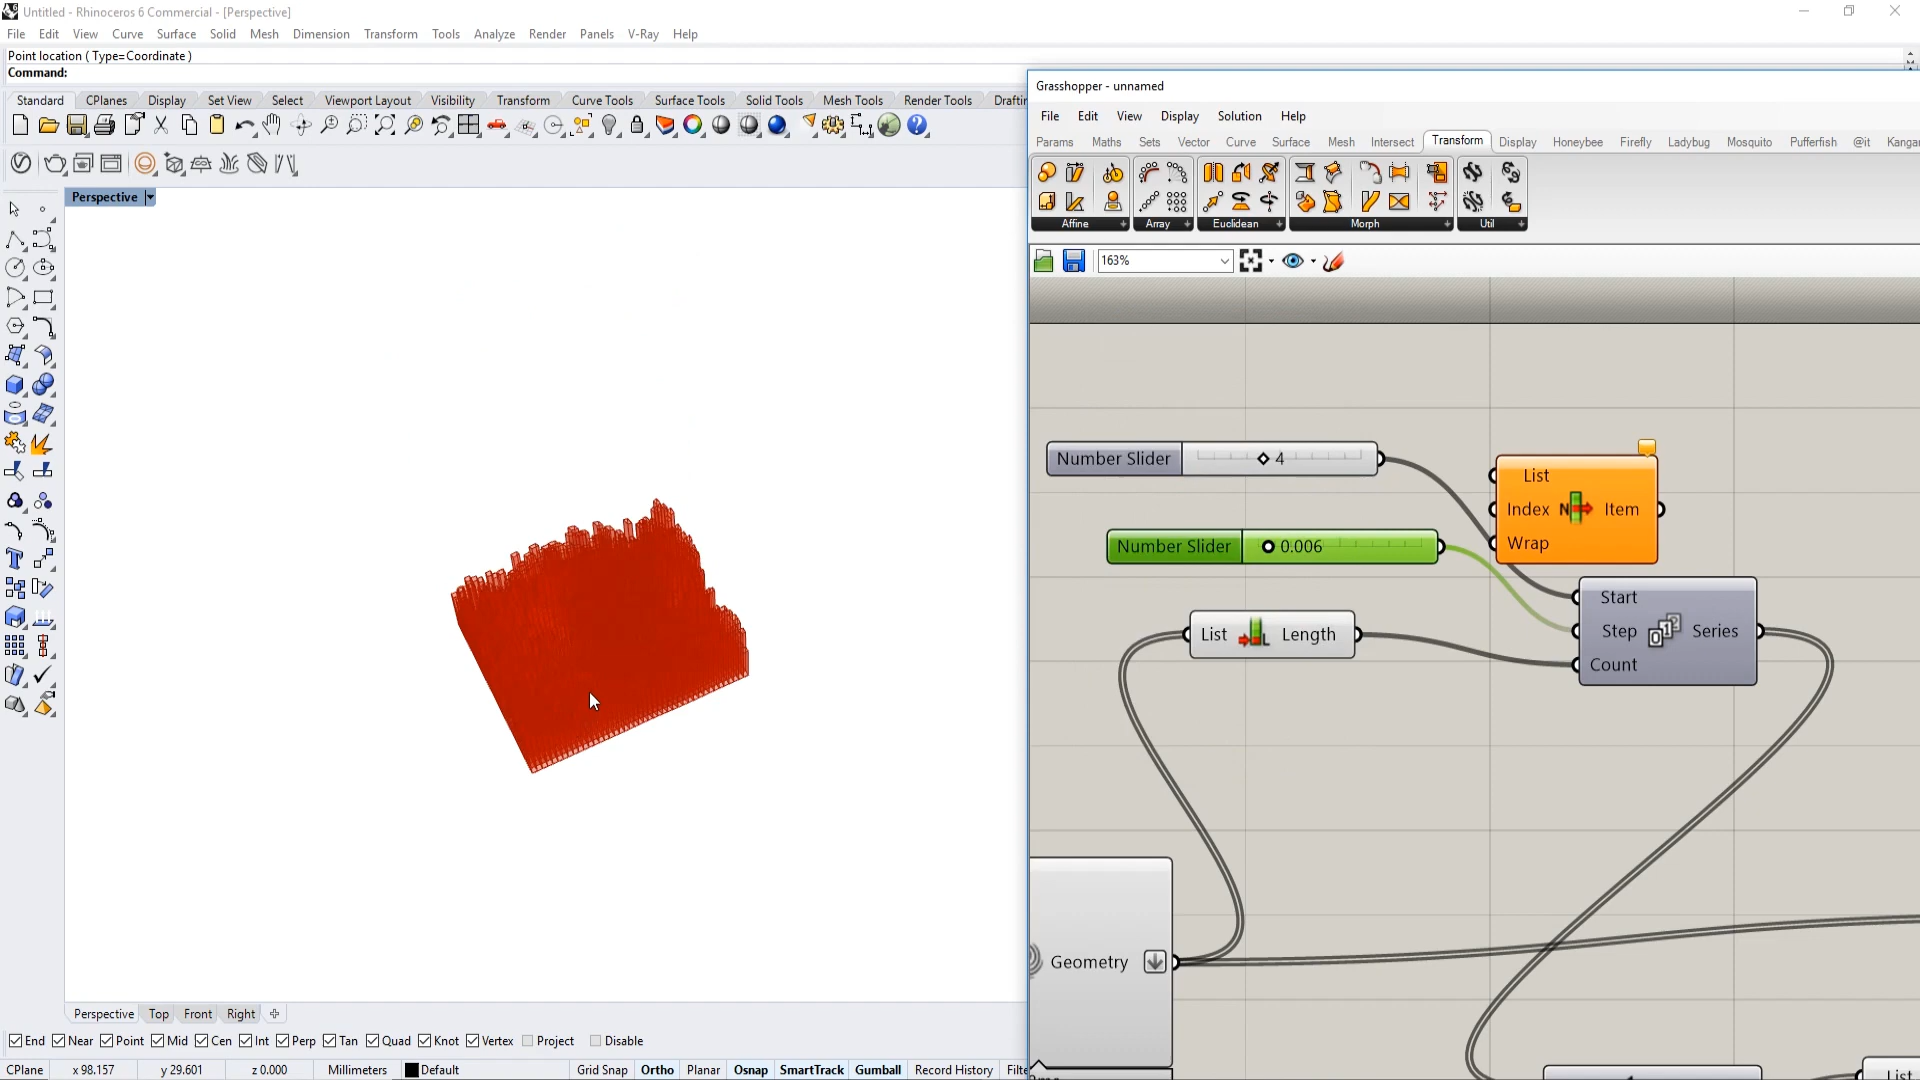 Untitled - Rhinoceros 6 Commercial - [Perspective]
File Edit View Curve Surface Solid Mesh Dimension Transform Tools Analyze Render Panels V-Ray Help
Point location ( Type=Coordinate )
Command:
Standard CPlanes Display Set View Select Viewport Layout Visibility Transform Curve Tools Surface Tools Solid Tools Mesh Tools Render Tools
Perspective
Grasshopper - unnamed
File Edit View Display Solution Help
Params Maths Sets Vector Curve Surface Mesh Intersect Transform Display Honeybee Firefly Ladybug Mosquito Pufferfish @it
Affine Array Euclidean Morph Util
163%
Number Slider 4
List
Index N Item
Wrap
Number Slider 0.006
Start
Step Series
Count
List L Length
Geometry
List
Perspective Top Front Right
End Near Point Mid Cen Int Perp Tan Quad Knot Vertex Project Disable
CPlane x 98.157 y 29.601 z 0.000 Millimeters Default Grid Snap Ortho Planar Osnap SmartTrack Gumball Record History